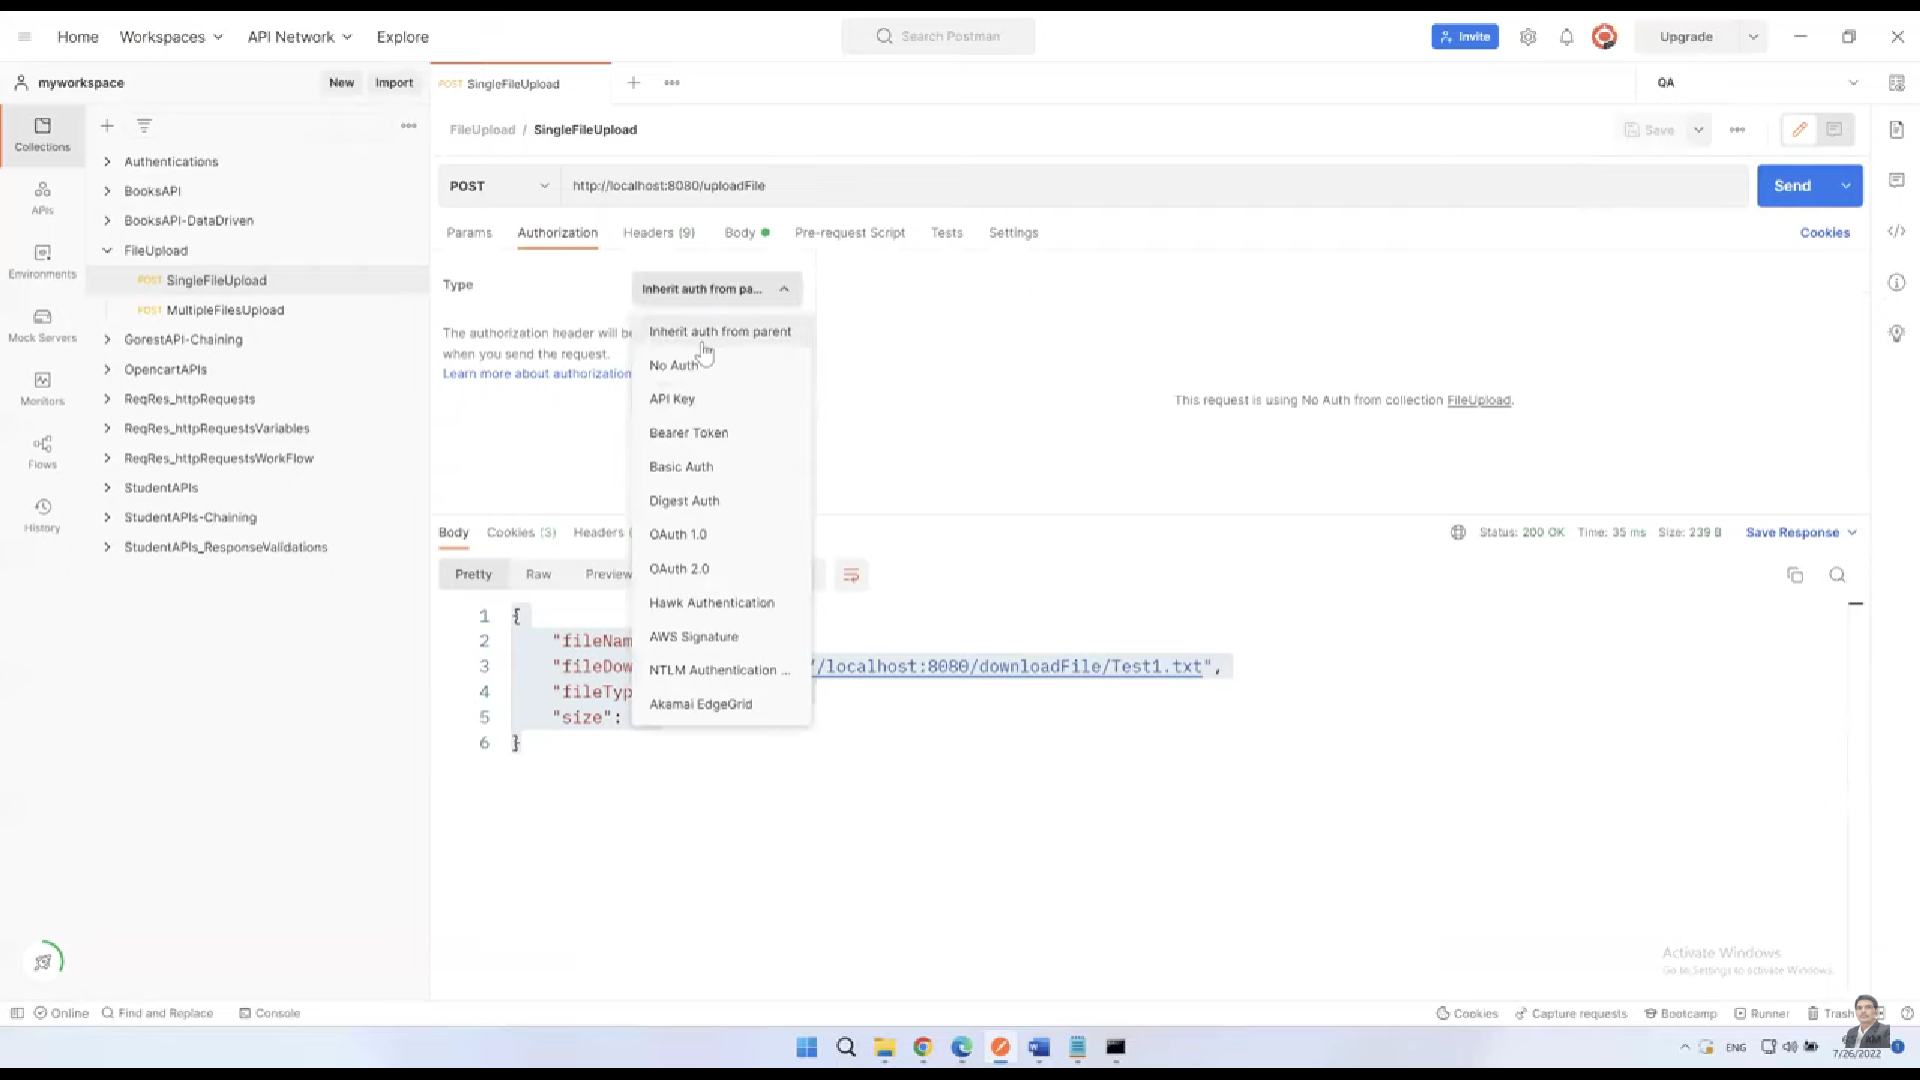 Home Workspaces API Network Explore
Search Postman
Invite
Upgrade
myworkspace
New Import
POST SingleFileUpload
QA
Collections
APIs
Environments
Mock Servers
Monitors
Flows
History
Authentications
BooksAPI
BooksAPI-DataDriven
FileUpload
POST SingleFileUpload
POST MultipleFilesUpload
GorestAPI-Chaining
OpencartAPIs
ReqRes_httpRequests
ReqRes_httpRequestsVariables
ReqRes_httpRequestsWorkFlow
StudentAPIs
StudentAPIs-Chaining
StudentAPIs_ResponseValidations
FileUpload / SingleFileUpload
Save
POST http://localhost:8080/uploadFile
Send
Params Authorization Headers (9) Body Pre-request Script Tests Settings
Cookies
Type
Inherit auth from pa...
The authorization header will be
when you send the request.
Learn more about authorization
Inherit auth from parent
No Auth
API Key
Bearer Token
Basic Auth
Digest Auth
OAuth 1.0
OAuth 2.0
Hawk Authentication
AWS Signature
NTLM Authentication ...
Akamai EdgeGrid
This request is using No Auth from collection FileUpload.
Body Cookies (3) Headers (
Status: 200 OK Time: 35 ms Size: 239 B Save Response
Pretty Raw Preview
1 {
2 "fileNam
3 "fileDow //localhost:8080/downloadFile/Test1.txt",
4 "fileTyp
5 "size":
6 }
Activate Windows
Go to Settings to activate Windows.
Online Find and Replace Console
Cookies Capture requests Bootcamp Runner Trash
ENG
7/26/2022
1